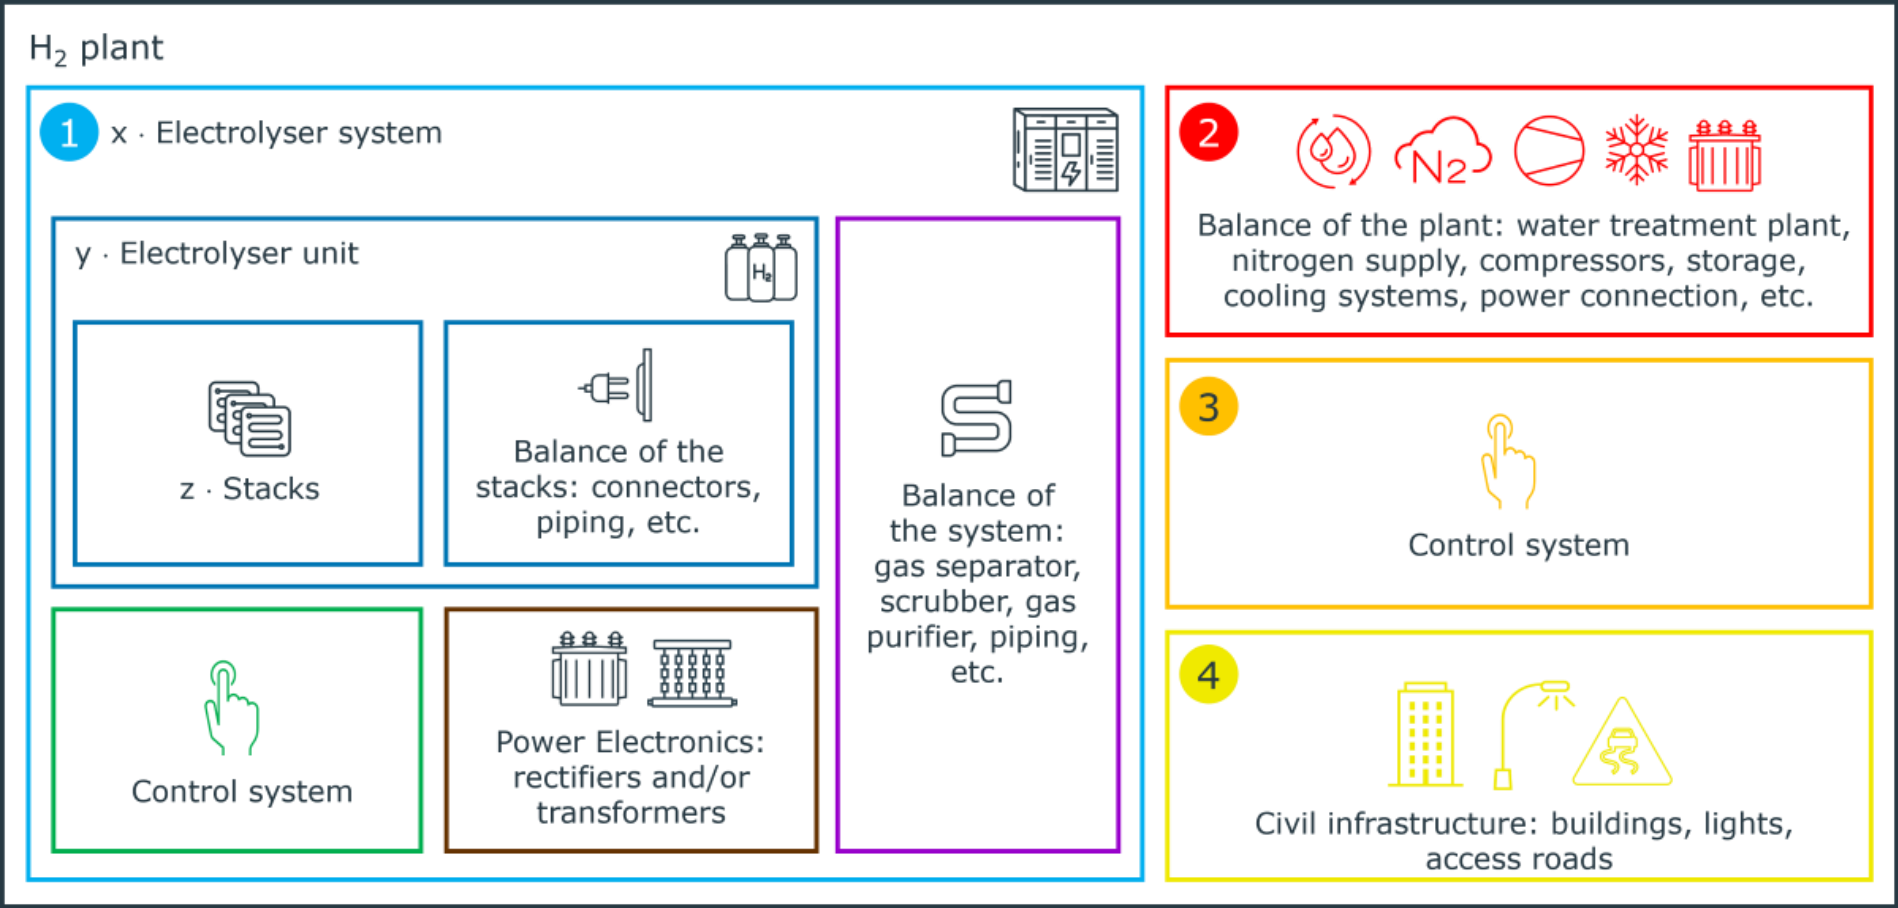 H₂ plant
1 x · Electrolyser system
y · Electrolyser unit
H₂
z · Stacks
Balance of the
stacks: connectors,
piping, etc.
Control system
Power Electronics:
rectifiers and/or
transformers
Balance of
the system:
gas separator,
scrubber, gas
purifier, piping,
etc.
2
N2
Balance of the plant: water treatment plant,
nitrogen supply, compressors, storage,
cooling systems, power connection, etc.
3
Control system
4
Civil infrastructure: buildings, lights,
access roads